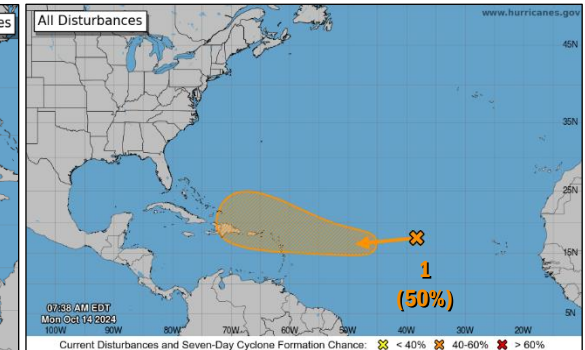 es
All Disturbances
www.hurricanes.gov
45N
35N
25N
15N
5N
1
(50%)
07:38 AM EDT
Mon Oct 14 2024
100W 90W 80W 70W 60W 50W 40W 30W 20W
Current Disturbances and Seven-Day Cyclone Formation Chance: < 40% 40-60% > 60%